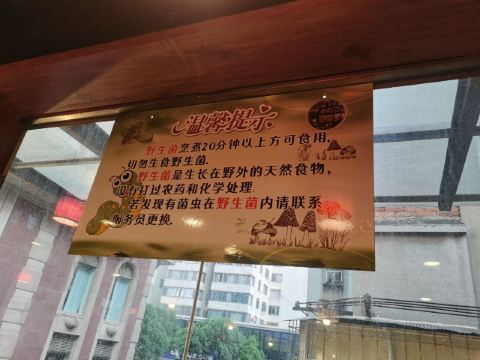 温馨提示
野生菌烹煮20分钟以上方可食用,
切勿生食野生菌.
野生菌是生长在野外的天然食物,
没有打过农药和化学处理.
若发现有菌虫在野生菌内请联系
服务员更换.